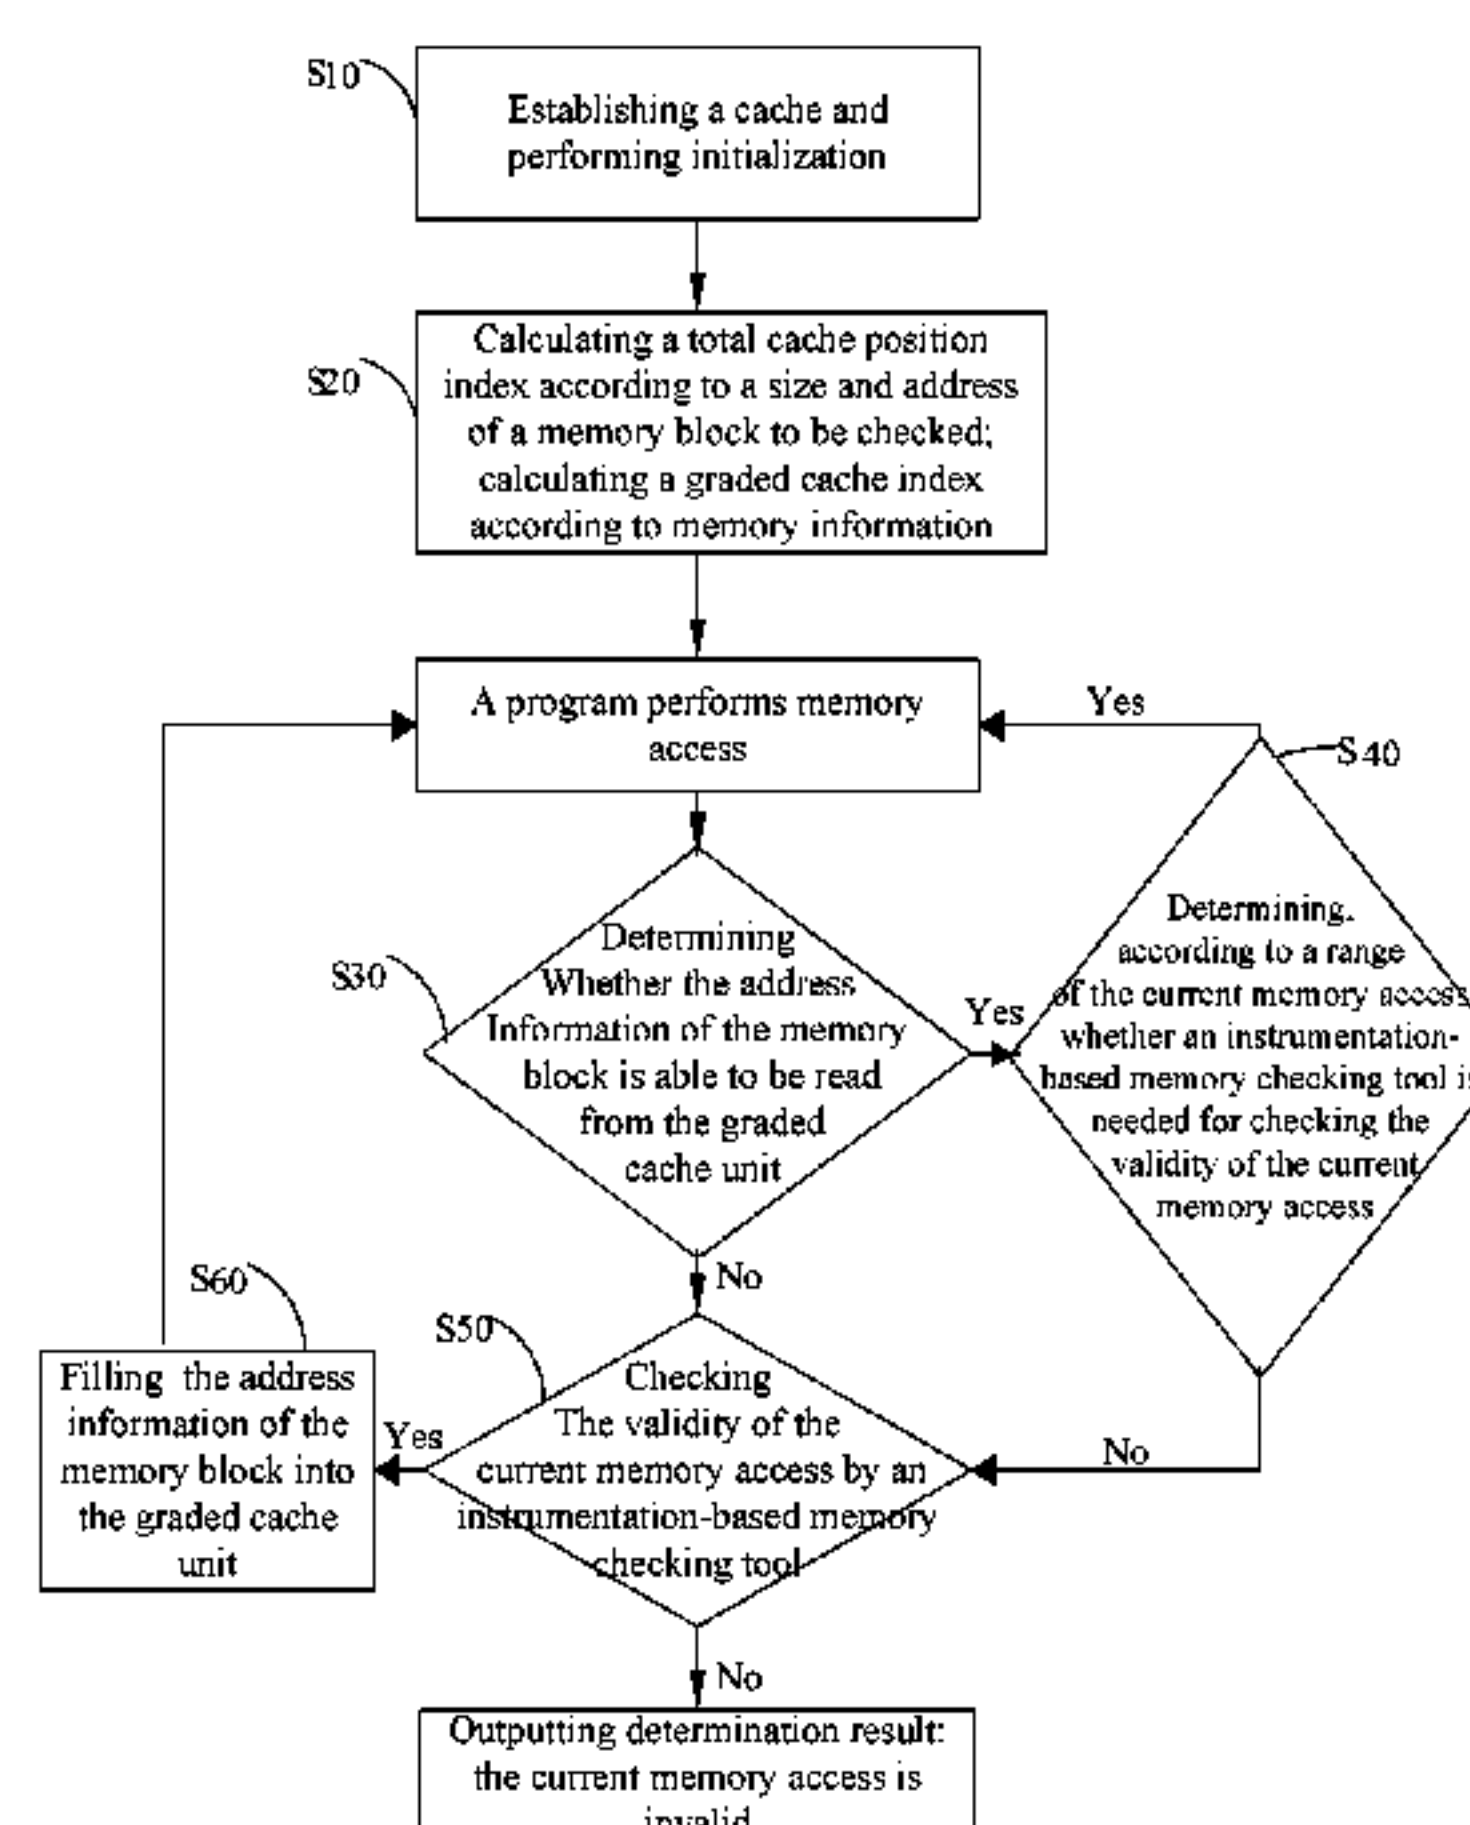 S10
Establishing a cache and
performing initialization
S20
Calculating a total cache position
index according to a size and address
of a memory block to be checked;
calculating a graded cache index
according to memory information
A program performs memory
access
Yes
S40
Determining
Whether the address
Information of the memory
block is able to be read
from the graded
cache unit
S30
Yes
Determining,
according to a range
of the current memory access
whether an instrumentation-
based memory checking tool is
needed for checking the
validity of the current
memory access
No
S60
S50
Filling the address
information of the
memory block into
the graded cache
unit
Yes
Checking
The validity of the
current memory access by an
instrumentation-based memory
checking tool
No
No
Outputting determination result:
the current memory access is
invalid